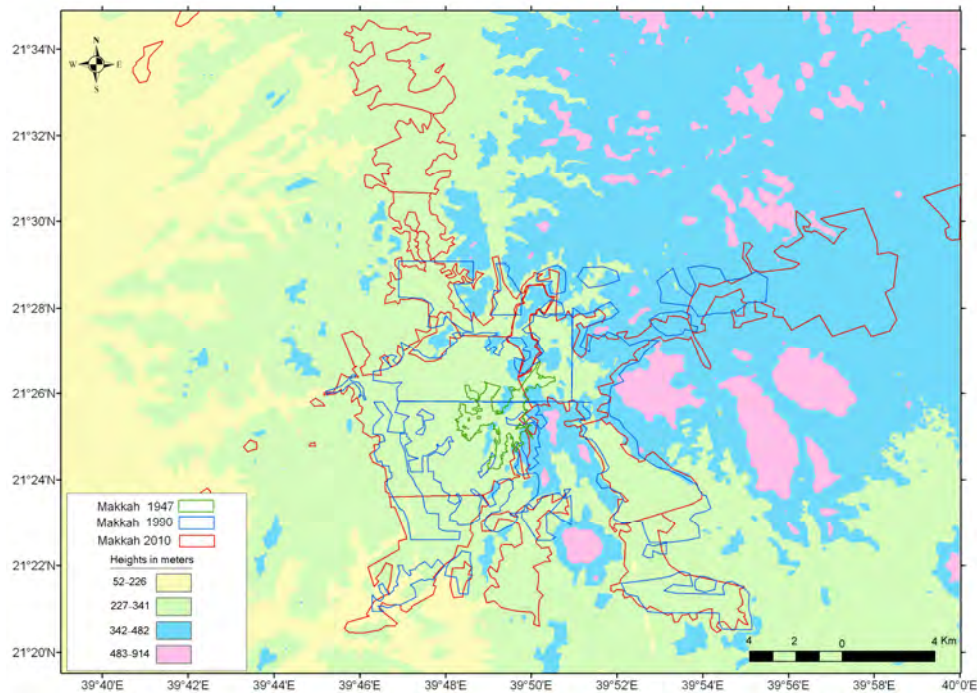 21°34'N
N
W E
S
21°32'N
21°30'N
21°28'N
21°26'N
21°24'N
21°22'N
21°20'N
Makkah 1947
Makkah 1990
Makkah 2010
Heights in meters
52-226
227-341
342-482
483-914
4 2 0 4 Km
39°40'E 39°42'E 39°44'E 39°46'E 39°48'E 39°50'E 39°52'E 39°54'E 39°56'E 39°58'E 40°0'E